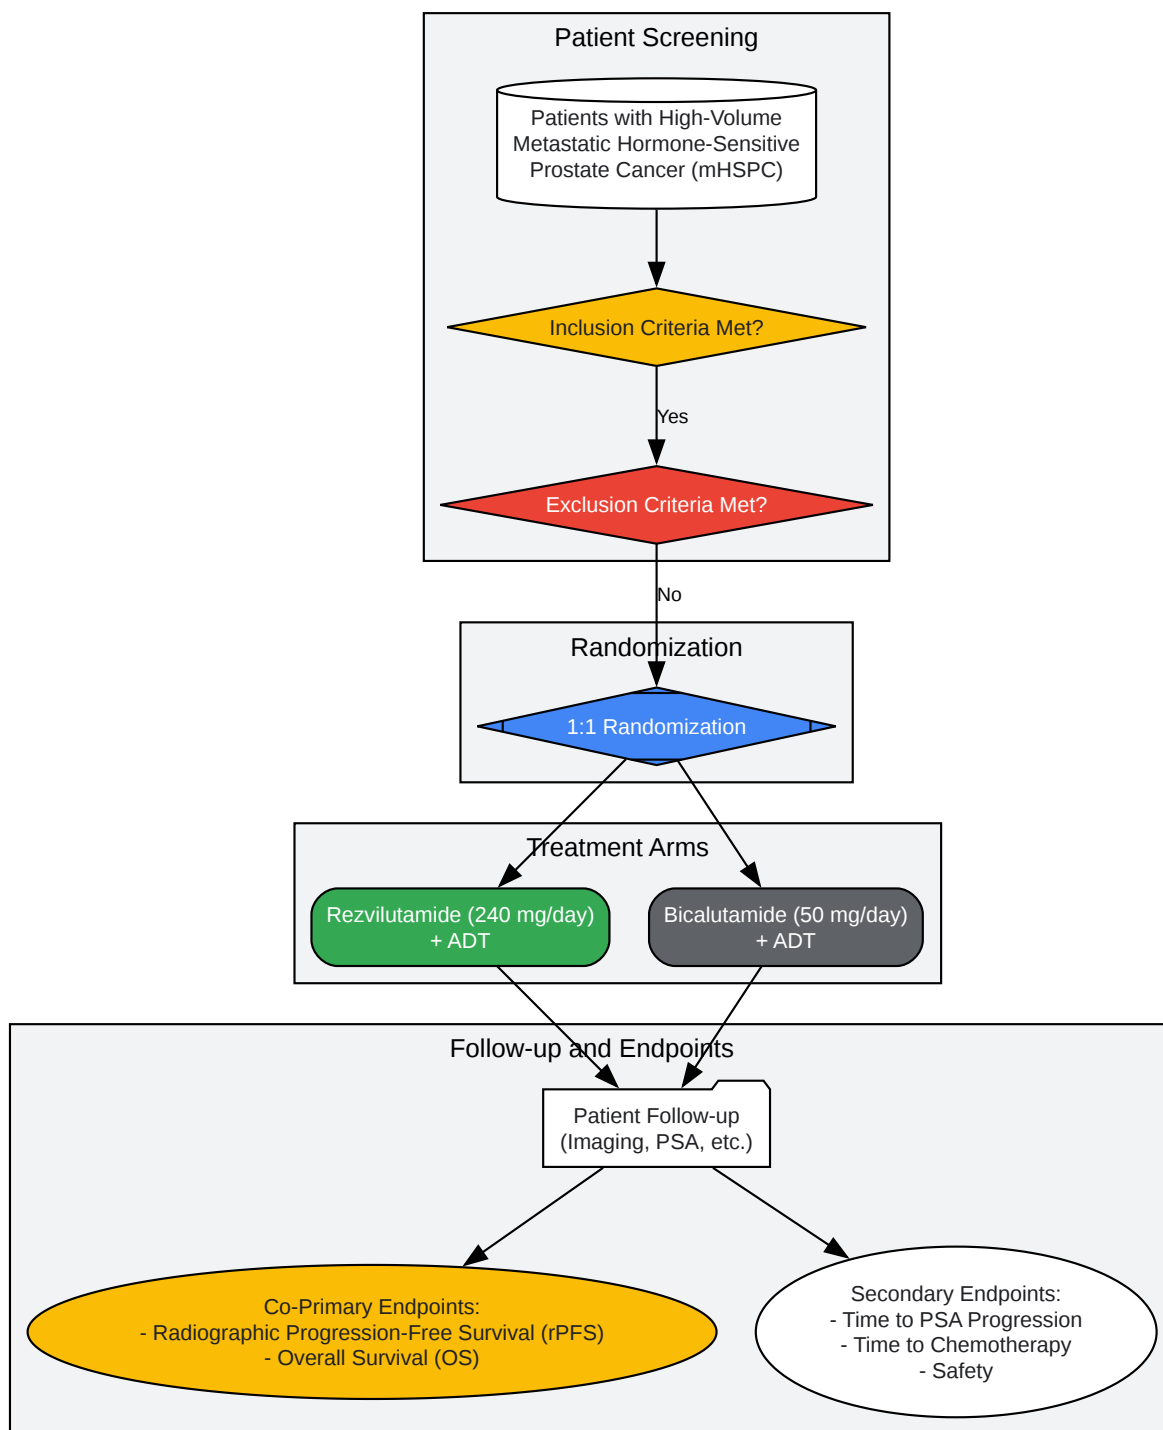 Patient Screening
Patients with High-Volume
Metastatic Hormone-Sensitive
Prostate Cancer (mHSPC)
Inclusion Criteria Met?
Yes
Exclusion Criteria Met?
No
Randomization
1:1 Randomization
Treatment Arms
Rezvilutamide (240 mg/day)
+ ADT
Bicalutamide (50 mg/day)
+ ADT
Follow-up and Endpoints
Patient Follow-up
(Imaging, PSA, etc.)
Co-Primary Endpoints:
- Radiographic Progression-Free Survival (rPFS)
- Overall Survival (OS)
Secondary Endpoints:
- Time to PSA Progression
- Time to Chemotherapy
- Safety